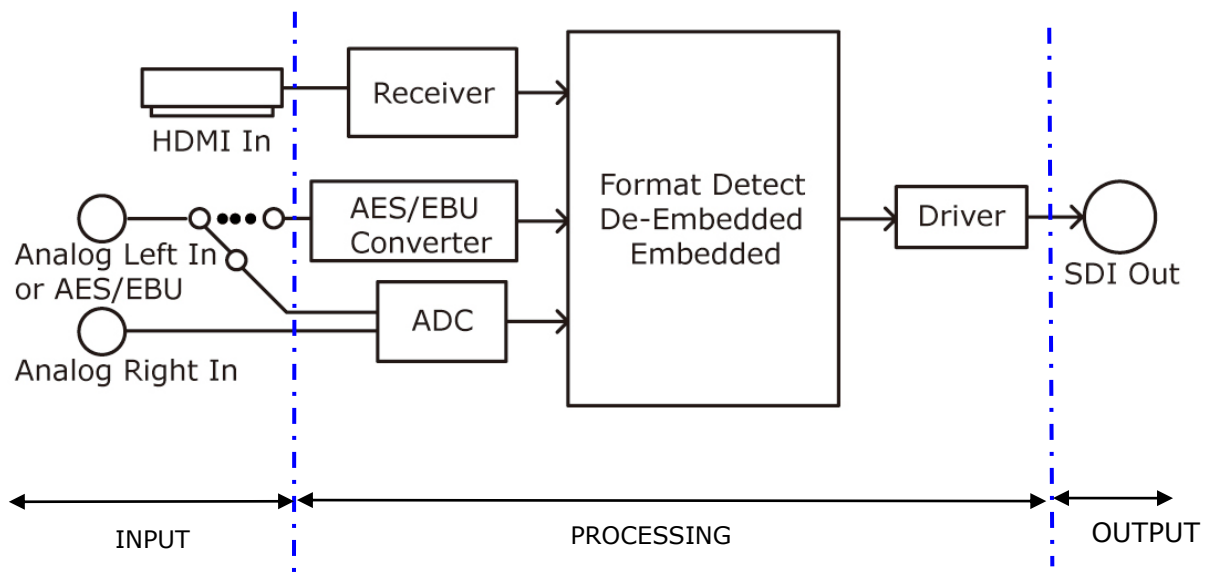 HDMI In
Receiver
Analog Left In
or AES/EBU
AES/EBU
Converter
Analog Right In
ADC
Format Detect
De-Embedded
Embedded
Driver
SDI Out
INPUT
PROCESSING
OUTPUT